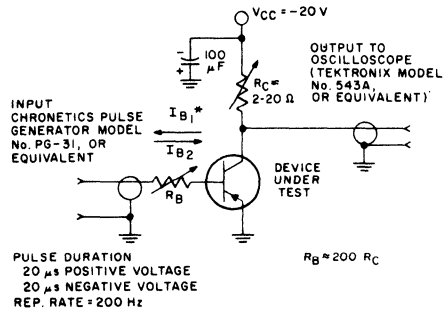 VCC = −20 V
−
+
100
μF
RC ≈
2-20 Ω
OUTPUT TO
OSCILLOSCOPE
(TEKTRONIX MODEL
No. 543A,
OR EQUIVALENT)
INPUT
CHRONETICS PULSE
GENERATOR MODEL
No. PG-31, OR
EQUIVALENT
IB1*
IB2
RB
DEVICE
UNDER
TEST
PULSE DURATION
20 μs POSITIVE VOLTAGE
20 μs NEGATIVE VOLTAGE
REP. RATE = 200 Hz
RB ≈ 200 RC